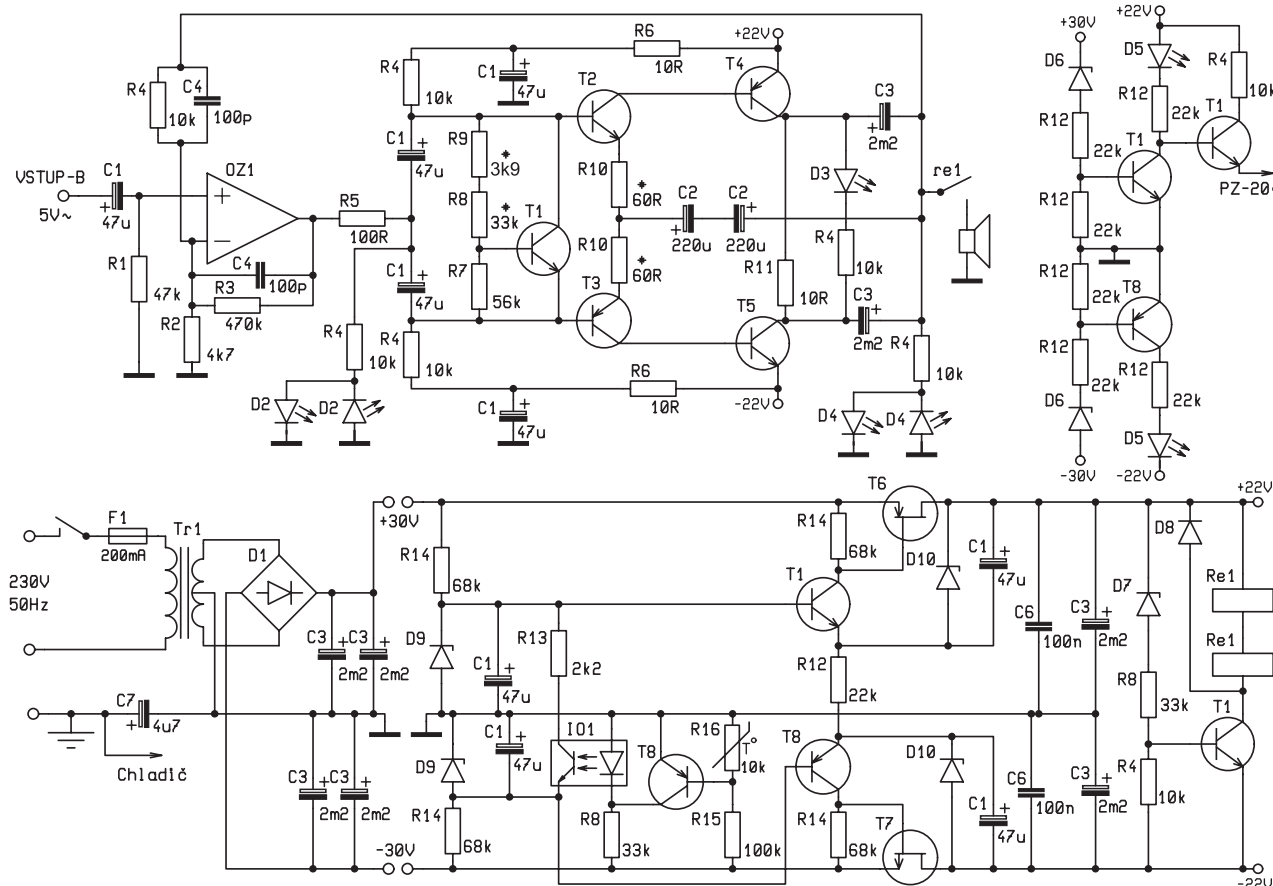 R4
10k
C4
100p
C1
47u
VSTUP-B
5V~
R1
47k
OZ1
C4
100p
R3
470k
R2
4k7
R5
100R
R4
10k
D2
D2
R4
10k
C1
47u
C1
47u
R4
10k
C1
47u
C1
47u
R9
*
3k9
R8
*
33k
R7
56k
T1
T2
T3
R10
*
60R
R10
*
60R
R6
10R
R6
10R
C2
220u
C2
220u
+22V
T4
T5
-22V
R11
10R
C3
2m2
D3
R4
10k
C3
2m2
R4
10k
D4
D4
re1
+30V
D6
R12
22k
R12
22k
R12
22k
R12
22k
D6
-30V
+22V
D5
R12
22k
T1
R4
10k
T1
PZ-20
T8
R12
22k
D5
-22V
230V
50Hz
F1
200mA
Tr1
D1
C3
2m2
C3
2m2
C7
4u7
Chladič
C3
2m2
C3
2m2
+30V
-30V
R14
68k
D9
C1
47u
R13
2k2
D9
C1
47u
R14
68k
IO1
R8
33k
T8
R16
T°
10k
R15
100k
T6
R14
68k
T1
R12
22k
T8
R14
68k
T7
D10
C1
47u
D10
C1
47u
C6
100n
C6
100n
C3
2m2
C3
2m2
D7
R8
33k
R4
10k
D8
Re1
Re1
T1
+22V
-22V